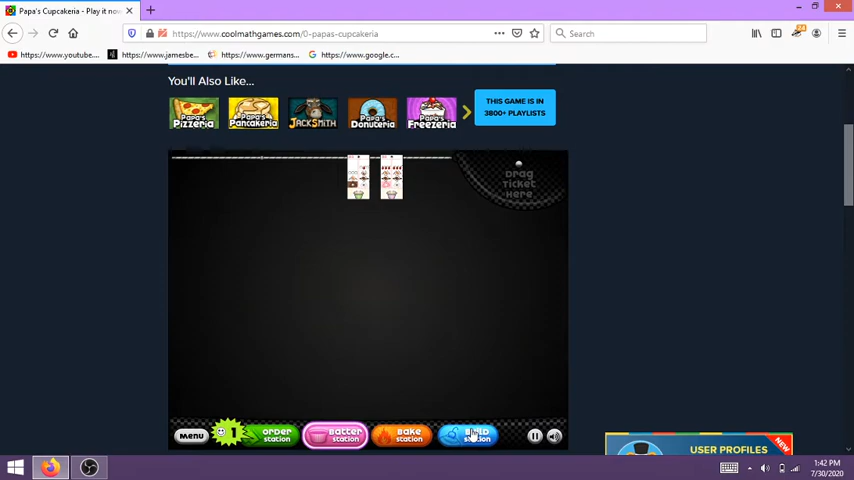 Papa's Cupcakeria - Play it now
https://www.coolmathgames.com/0-papas-cupcakeria
Search
24
https://www.youtube....
https://www.jamesbe...
https://www.germans...
https://www.google.c...
You'll Also Like...
Papa's Pizzeria
Papa's Pancakeria
JackSmith
Papa's Donuteria
Papa's Freezeria
THIS GAME IS IN
3800+ PLAYLISTS
Drag
Ticket
Here
Menu
1
Order Station
Batter Station
Bake Station
Build Station
USER PROFILES
NEW
1:42 PM
7/30/2020